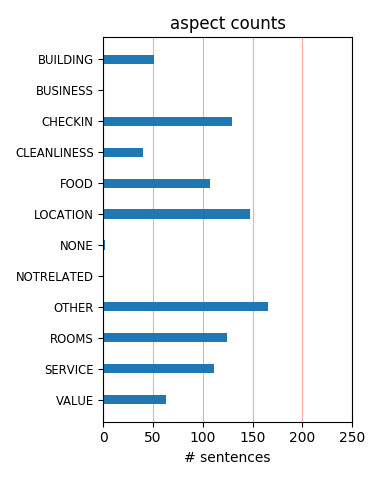 aspect counts
BUILDING
BUSINESS
CHECKIN
CLEANLINESS
FOOD
LOCATION
NONE
NOTRELATED
OTHER
ROOMS
SERVICE
VALUE
0 50 100 150 200 250
# sentences